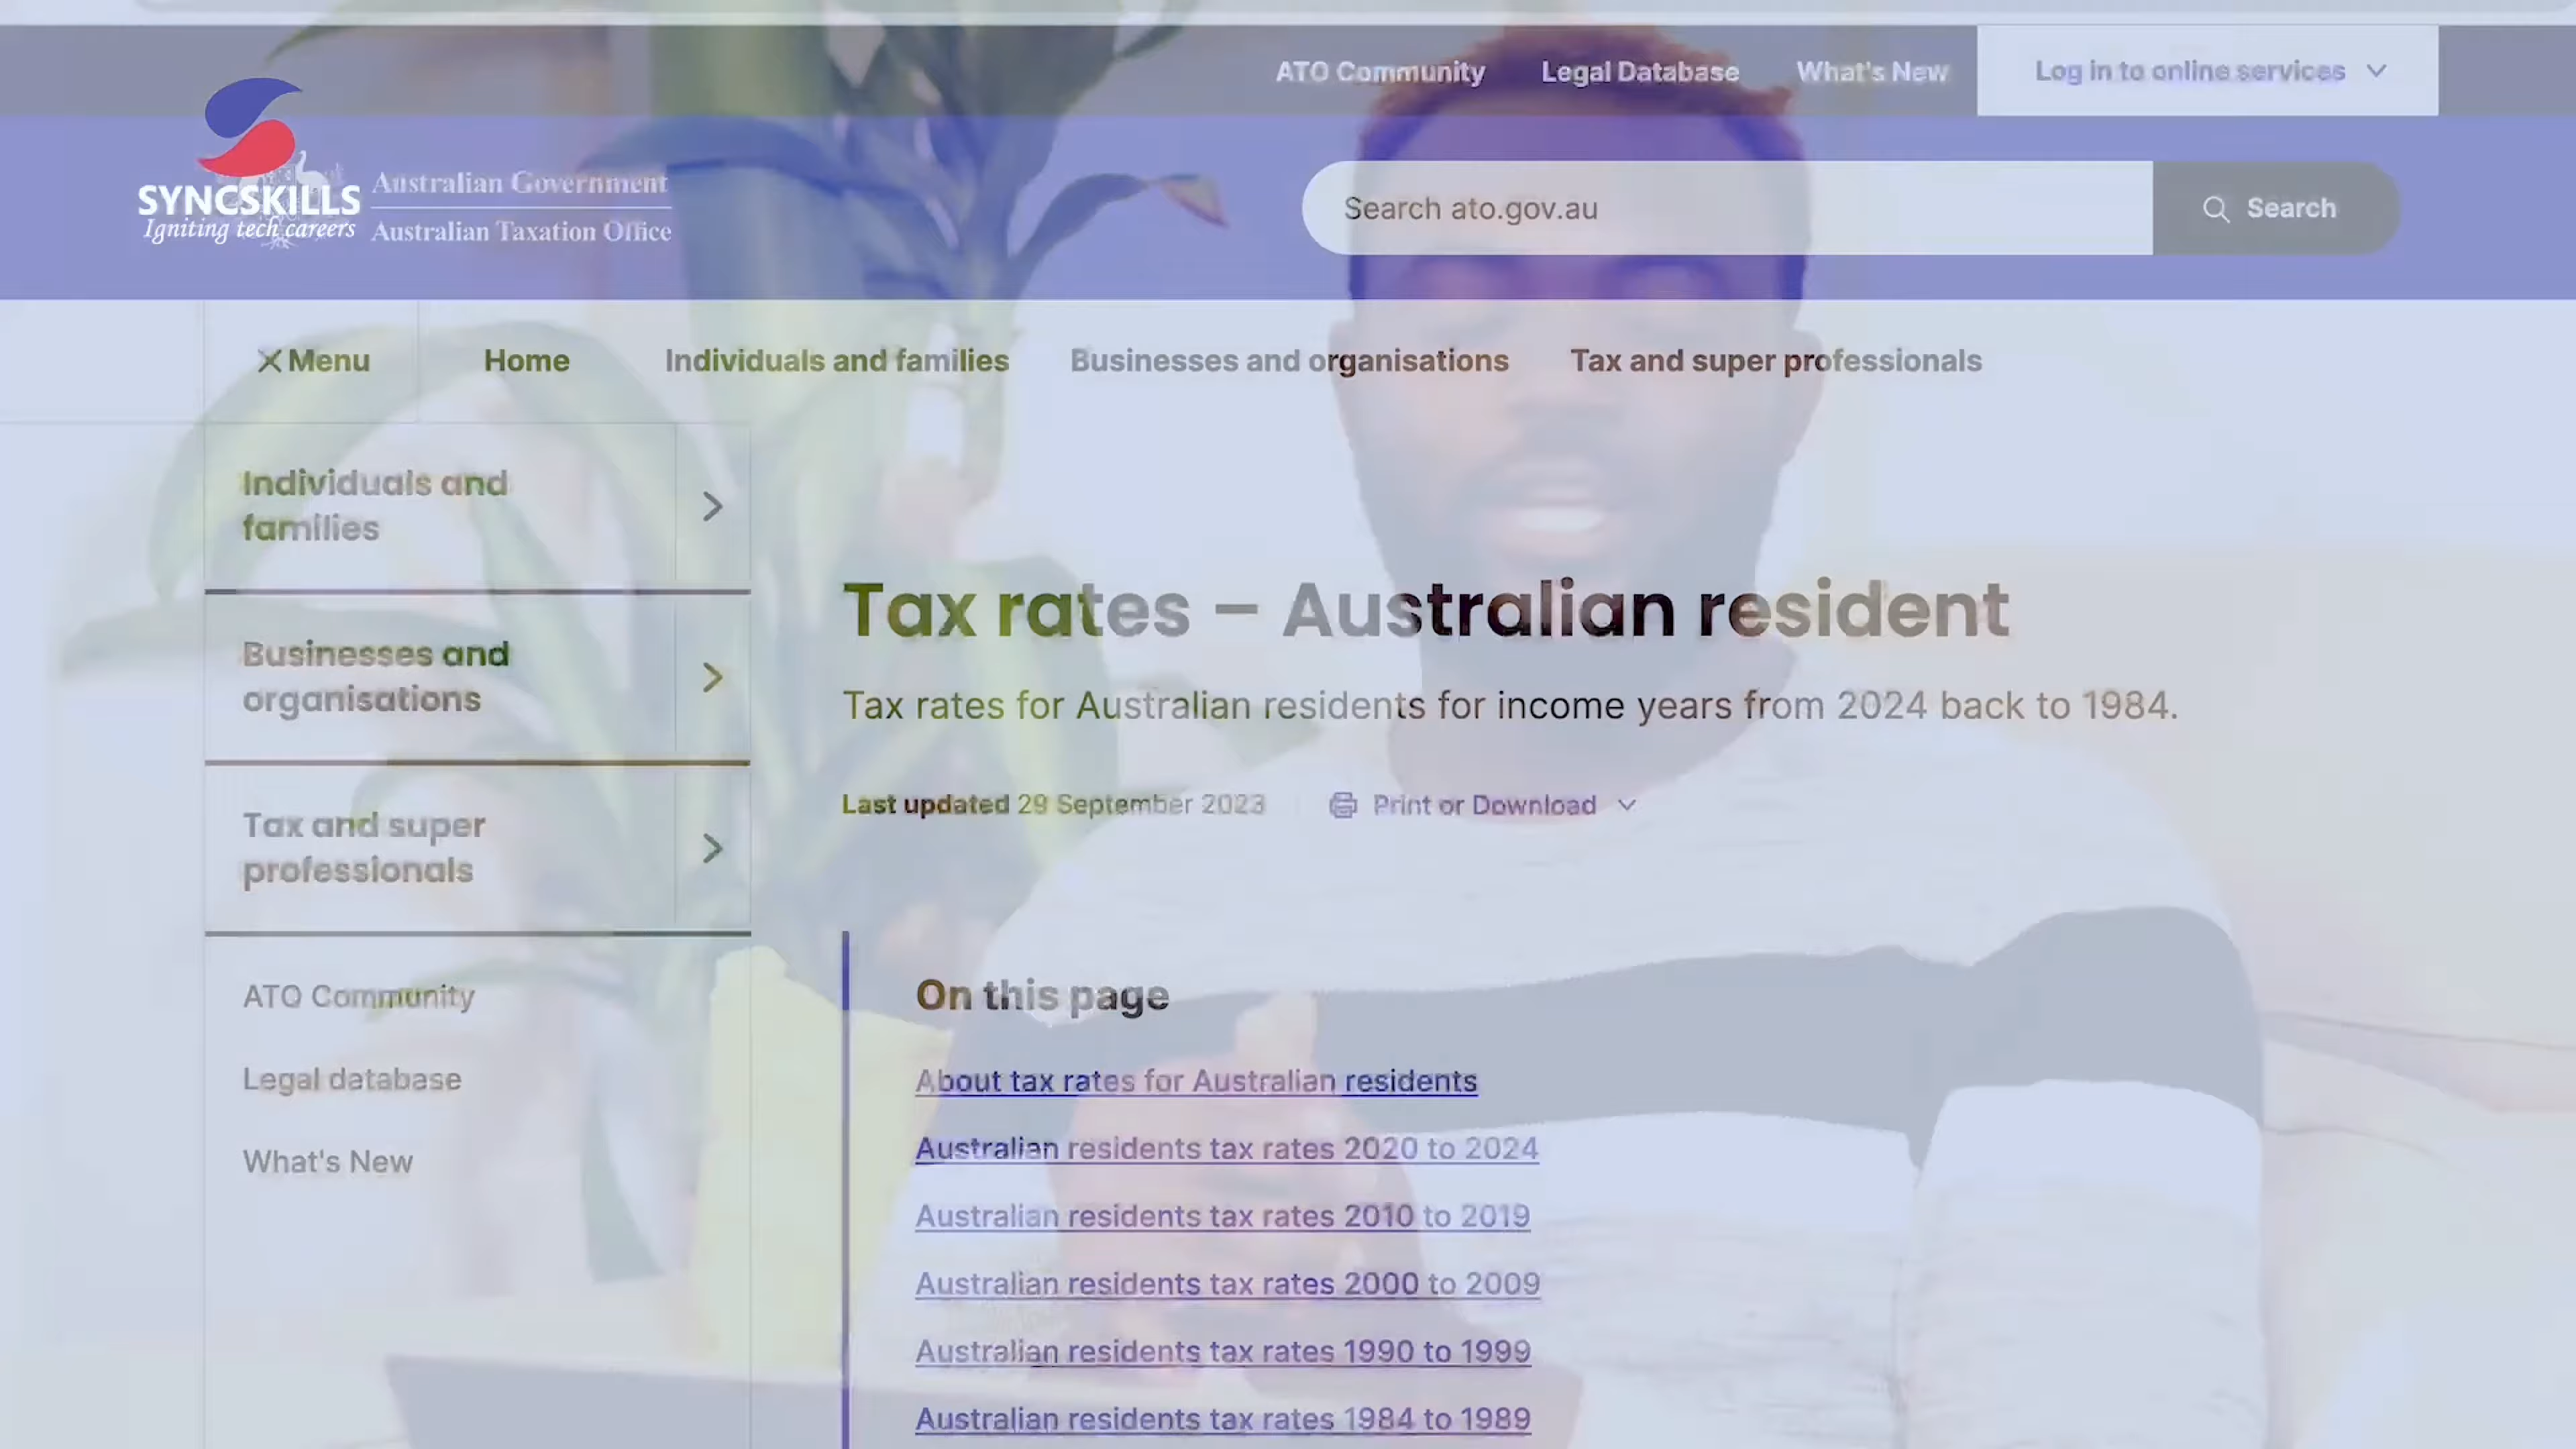 ATO Community
Legal Database
What's New
Log in to online services
SYNCSKILLS
Igniting tech careers
Australian Government
Australian Taxation Office
Search ato.gov.au
Search
Menu
Home
Individuals and families
Businesses and organisations
Tax and super professionals
Individuals and
families
Businesses and
organisations
Tax and super
professionals
ATO Community
Legal database
What's New
Tax rates – Australian resident
Tax rates for Australian residents for income years from 2024 back to 1984.
Last updated 29 September 2023
Print or Download
On this page
About tax rates for Australian residents
Australian residents tax rates 2020 to 2024
Australian residents tax rates 2010 to 2019
Australian residents tax rates 2000 to 2009
Australian residents tax rates 1990 to 1999
Australian residents tax rates 1984 to 1989